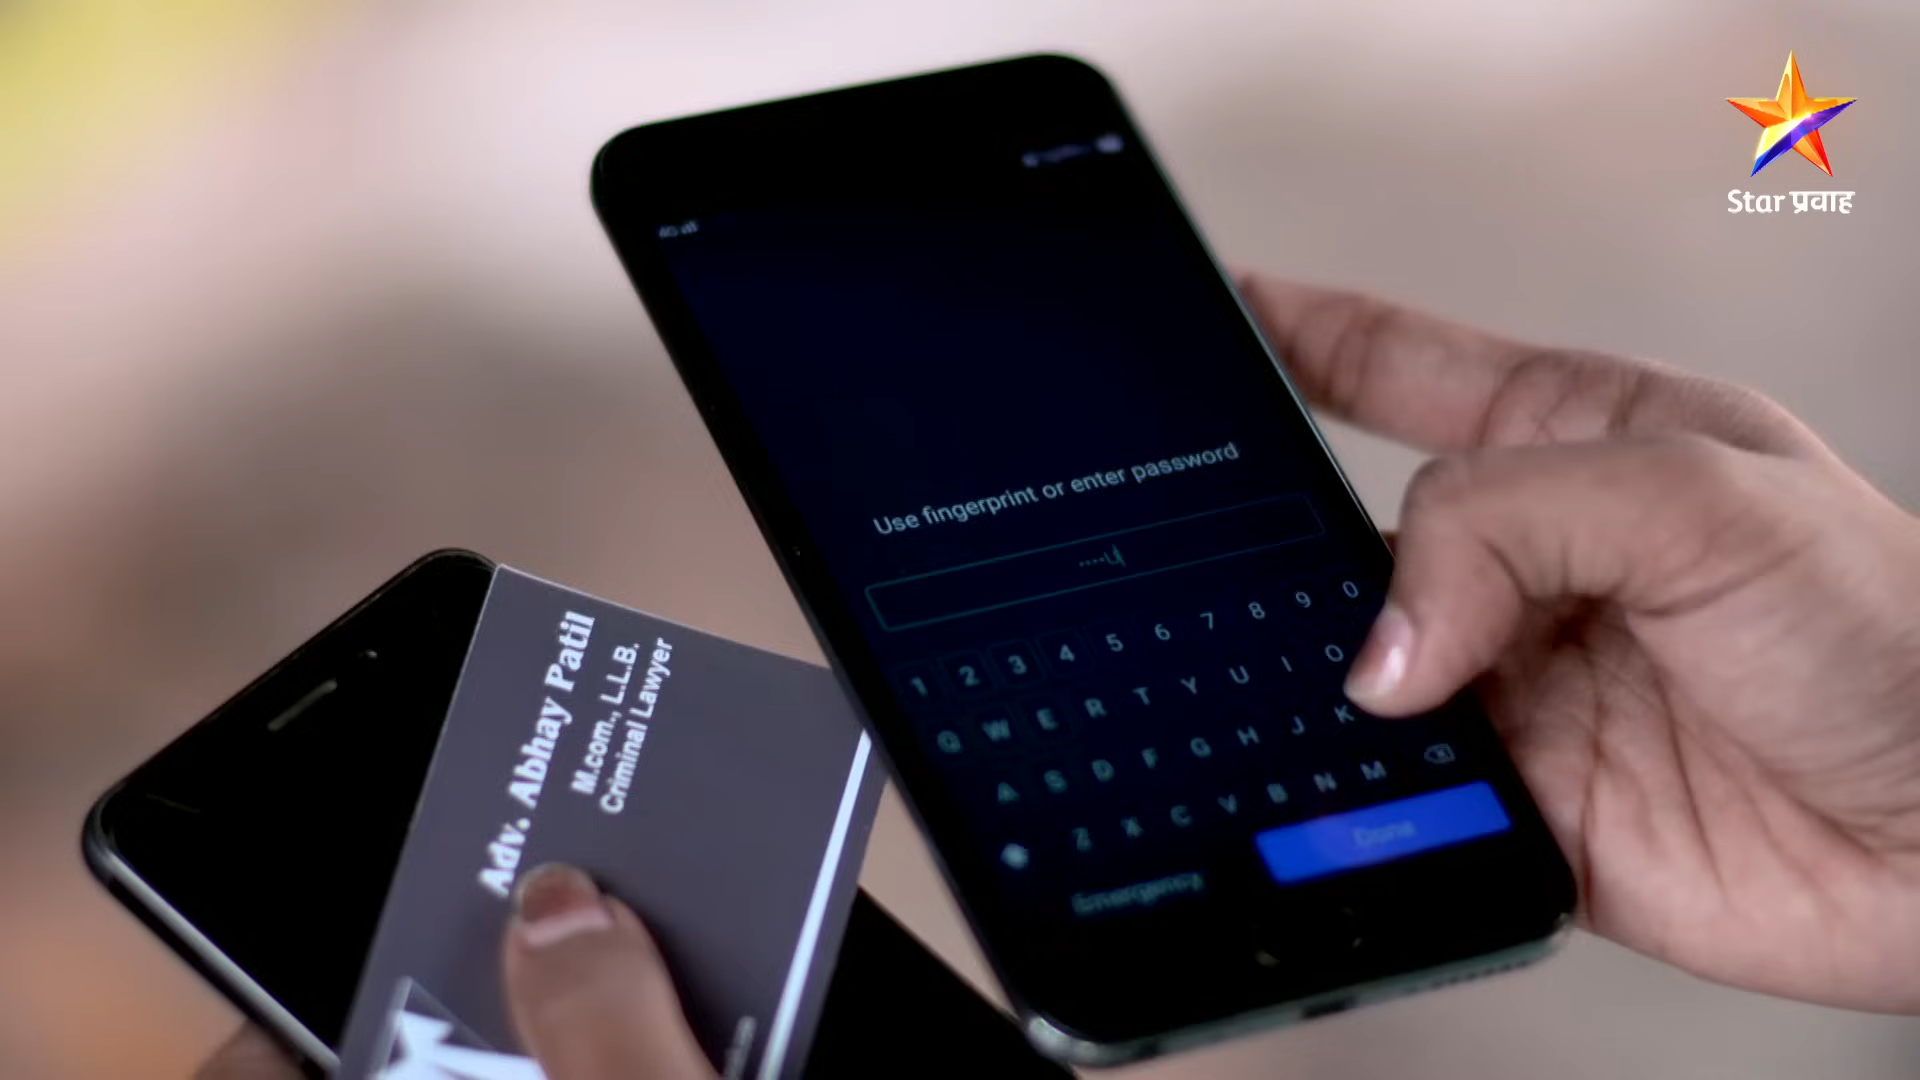 Star प्रवाह
4G
Use fingerprint or enter password
····U
1 2 3 4 5 6 7 8 9 0
Q W E R T Y U I O
A S D F G H J K
Z X C V B N M
Emergency
Done
Adv. Abhay Patil
M.com., L.L.B.
Criminal Lawyer